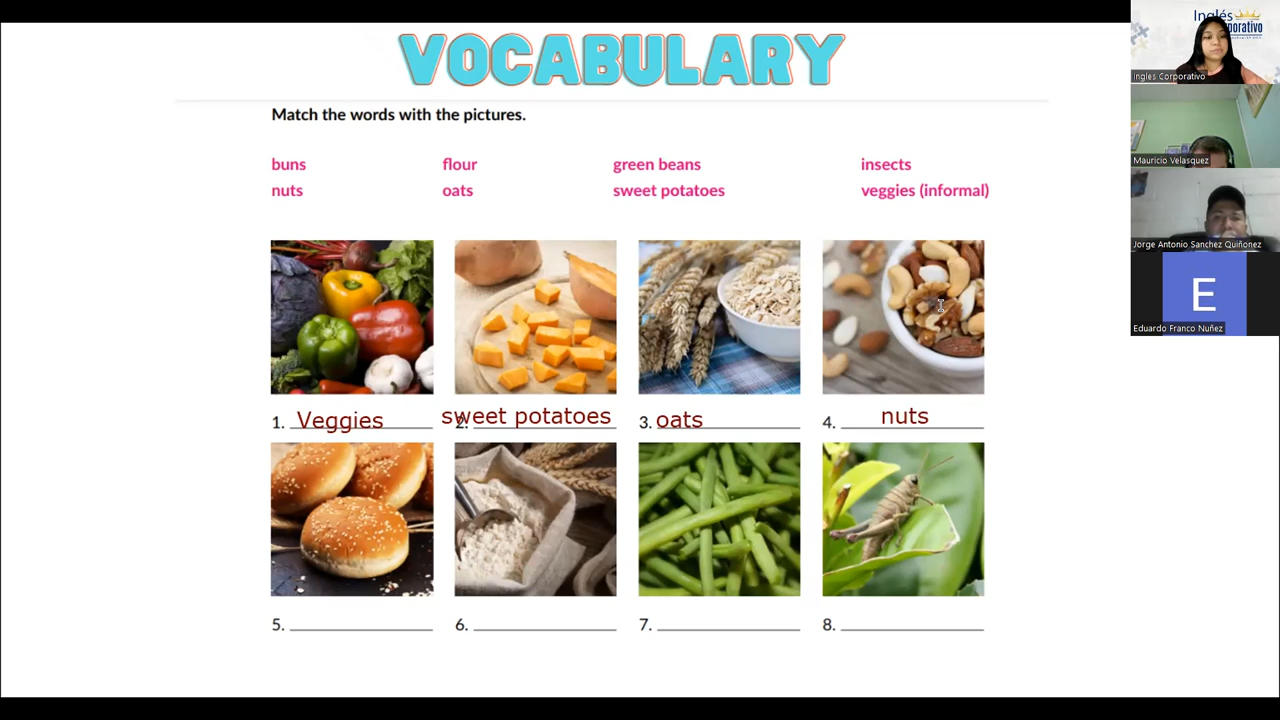 VOCABULARY
Match the words with the pictures.
buns flour green beans insects
nuts oats sweet potatoes veggies (informal)
1. Veggies 2. sweet potatoes 3. oats 4. nuts
5. 6. 7. 8.
Inglés
Ingles Corporativo
Mauricio Velasquez
Jorge Antonio Sanchez Quiñonez
E
Eduardo Franco Nuñez